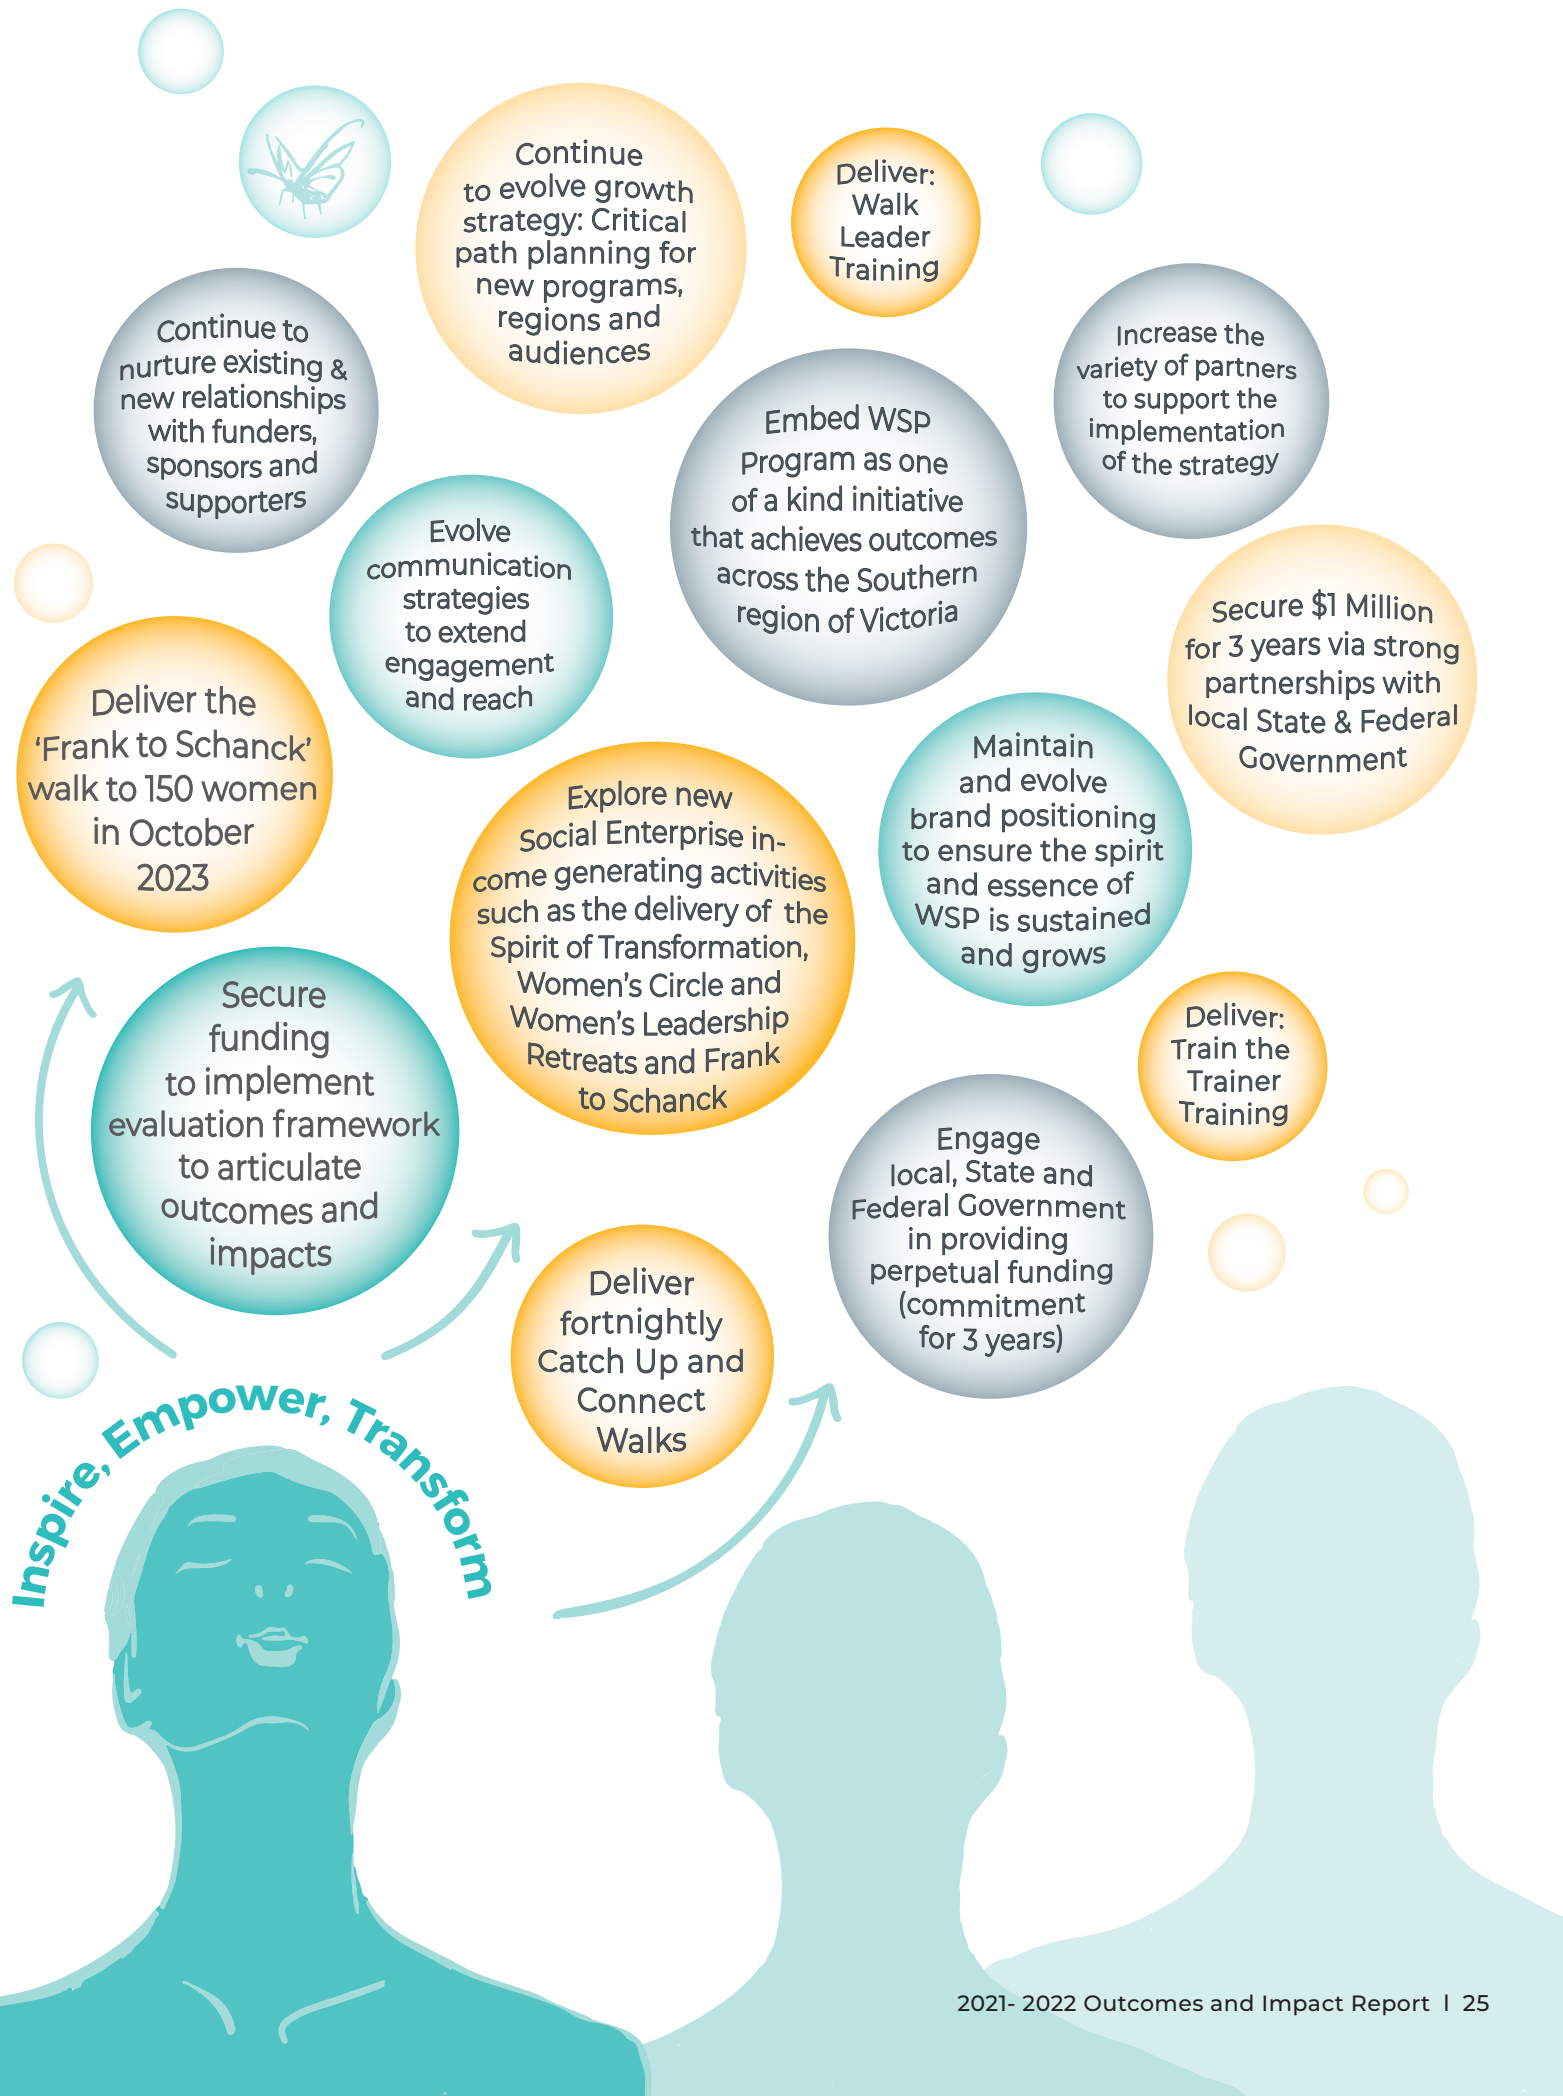 Continue
to evolve growth
strategy: Critical
path planning for
new programs,
regions and
audiences
Deliver:
Walk
Leader
Training
Continue to
nurture existing &
new relationships
with funders,
sponsors and
supporters
Increase the
variety of partners
to support the
implementation
of the strategy
Embed WSP
Program as one
of a kind initiative
that achieves outcomes
across the Southern
region of Victoria
Evolve
communication
strategies
to extend
engagement
and reach
Secure $1 Million
for 3 years via strong
partnerships with
local State & Federal
Government
Deliver the
‘Frank to Schanck’
walk to 150 women
in October
2023
Explore new
Social Enterprise in-
come generating activities
such as the delivery of the
Spirit of Transformation,
Women’s Circle and
Women’s Leadership
Retreats and Frank
to Schanck
Maintain
and evolve
brand positioning
to ensure the spirit
and essence of
WSP is sustained
and grows
Secure
funding
to implement
evaluation framework
to articulate
outcomes and
impacts
Deliver:
Train the
Trainer
Training
Engage
local, State and
Federal Government
in providing
perpetual funding
(commitment
for 3 years)
Deliver
fortnightly
Catch Up and
Connect
Walks
Inspire, Empower, Transform
2021- 2022 Outcomes and Impact Report | 25